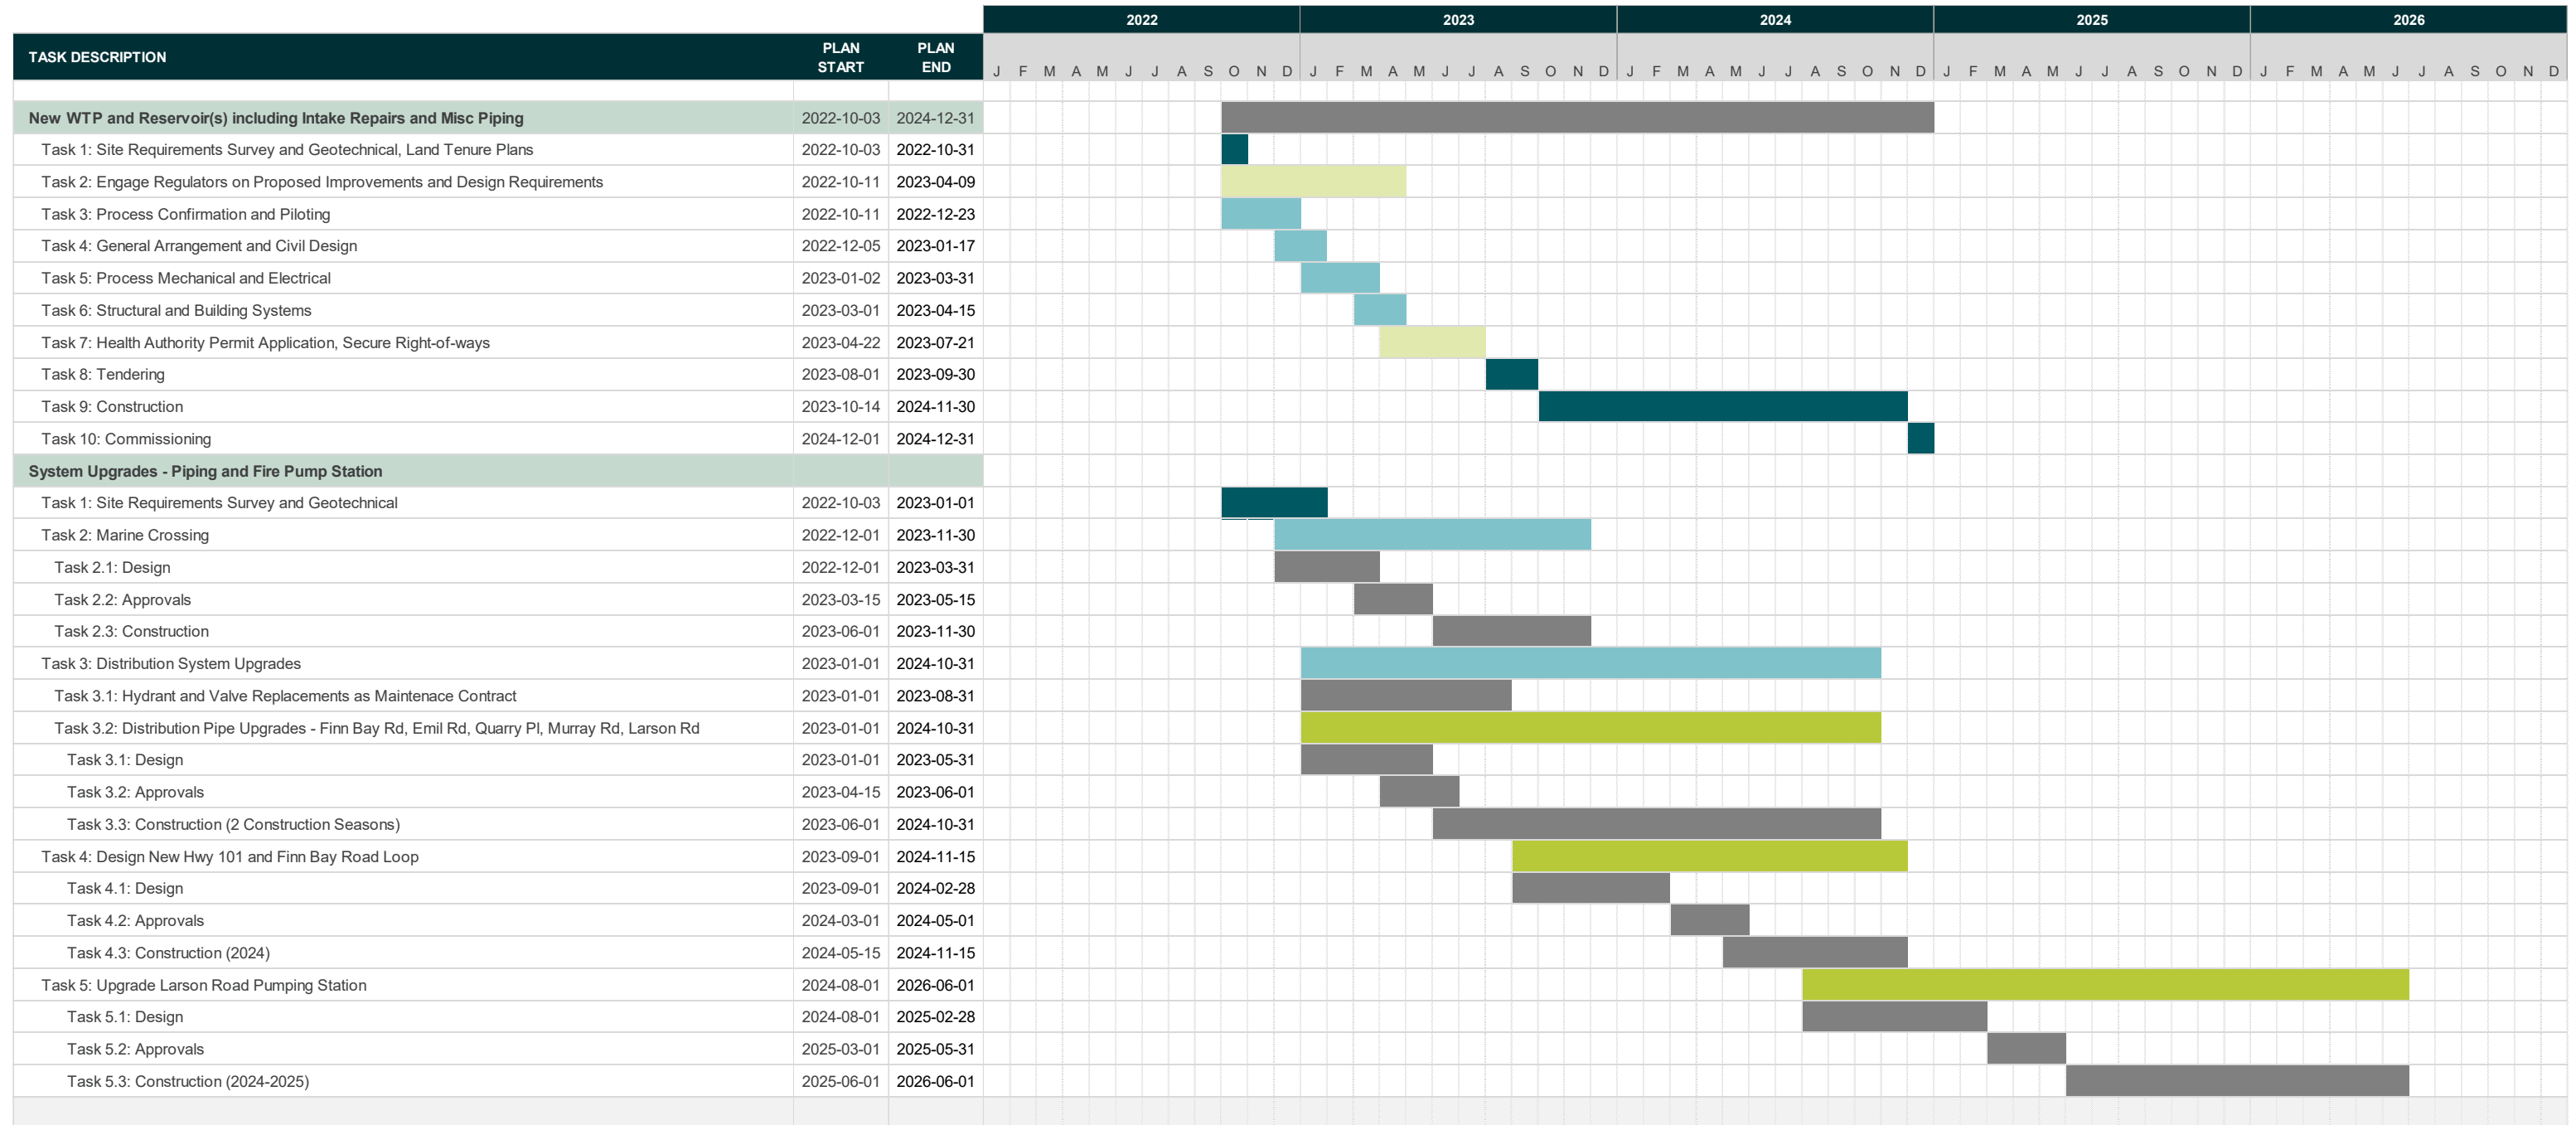 2022 2023 2024 2025 2026
TASK DESCRIPTION PLAN START PLAN END J F M A M J J A S O N D J F M A M J J A S O N D J F M A M J J A S O N D J F M A M J J A S O N D J F M A M J J A S O N D
New WTP and Reservoir(s) including Intake Repairs and Misc Piping 2022-10-03 2024-12-31
Task 1: Site Requirements Survey and Geotechnical, Land Tenure Plans 2022-10-03 2022-10-31
Task 2: Engage Regulators on Proposed Improvements and Design Requirements 2022-10-11 2023-04-09
Task 3: Process Confirmation and Piloting 2022-10-11 2022-12-23
Task 4: General Arrangement and Civil Design 2022-12-05 2023-01-17
Task 5: Process Mechanical and Electrical 2023-01-02 2023-03-31
Task 6: Structural and Building Systems 2023-03-01 2023-04-15
Task 7: Health Authority Permit Application, Secure Right-of-ways 2023-04-22 2023-07-21
Task 8: Tendering 2023-08-01 2023-09-30
Task 9: Construction 2023-10-14 2024-11-30
Task 10: Commissioning 2024-12-01 2024-12-31
System Upgrades - Piping and Fire Pump Station
Task 1: Site Requirements Survey and Geotechnical 2022-10-03 2023-01-01
Task 2: Marine Crossing 2022-12-01 2023-11-30
Task 2.1: Design 2022-12-01 2023-03-31
Task 2.2: Approvals 2023-03-15 2023-05-15
Task 2.3: Construction 2023-06-01 2023-11-30
Task 3: Distribution System Upgrades 2023-01-01 2024-10-31
Task 3.1: Hydrant and Valve Replacements as Maintenace Contract 2023-01-01 2023-08-31
Task 3.2: Distribution Pipe Upgrades - Finn Bay Rd, Emil Rd, Quarry Pl, Murray Rd, Larson Rd 2023-01-01 2024-10-31
Task 3.1: Design 2023-01-01 2023-05-31
Task 3.2: Approvals 2023-04-15 2023-06-01
Task 3.3: Construction (2 Construction Seasons) 2023-06-01 2024-10-31
Task 4: Design New Hwy 101 and Finn Bay Road Loop 2023-09-01 2024-11-15
Task 4.1: Design 2023-09-01 2024-02-28
Task 4.2: Approvals 2024-03-01 2024-05-01
Task 4.3: Construction (2024) 2024-05-15 2024-11-15
Task 5: Upgrade Larson Road Pumping Station 2024-08-01 2026-06-01
Task 5.1: Design 2024-08-01 2025-02-28
Task 5.2: Approvals 2025-03-01 2025-05-31
Task 5.3: Construction (2024-2025) 2025-06-01 2026-06-01